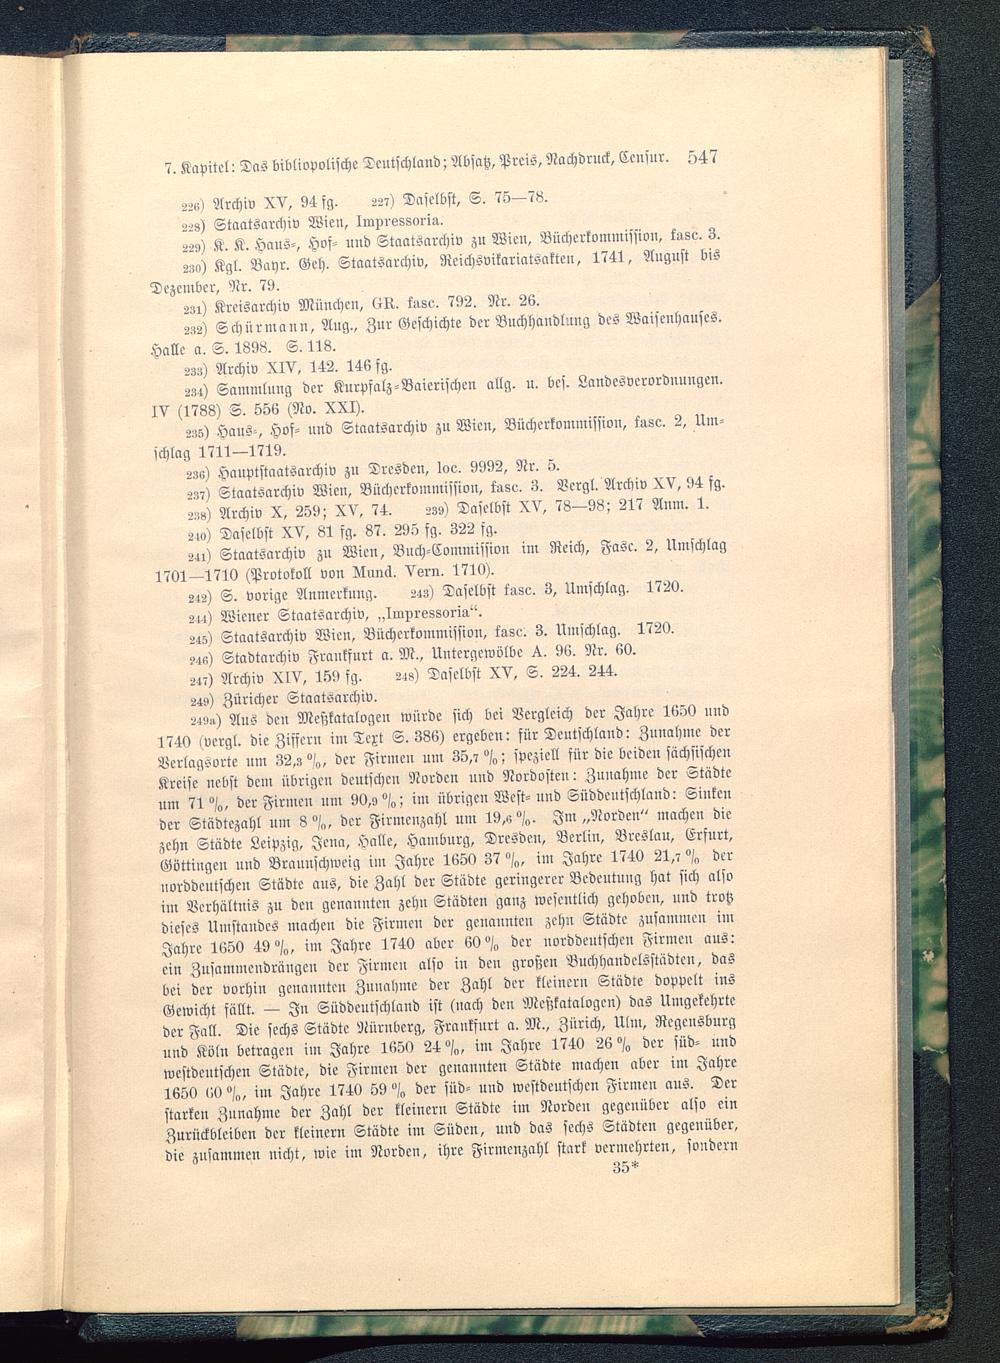 7. Kapitel: Das bibliopolische Deutschland; Absatz, Preis, Nachdruck, Censur. 547
226) Archiv XV, 94 fg. 227) Daselbst, S. 75—78.
228) Staatsarchiv Wien, Impressoria.
229) K. K. Haus-, Hof- und Staatsarchiv zu Wien, Bücherkommission, fasc. 3.
230) Kgl. Bayr. Geh. Staatsarchiv, Reichsvikariatsakten, 1741, August bis
Dezember, Nr. 79.
231) Kreisarchiv München, GR. fasc. 792. Nr. 26.
232) Schürmann, Aug., Zur Geschichte der Buchhandlung des Waisenhauses.
Halle a. S. 1898. S. 118.
233) Archiv XIV, 142. 146 fg.
234) Sammlung der Kurpfalz-Baierischen allg. u. bes. Landesverordnungen.
IV (1788) S. 556 (No. XXI).
235) Haus-, Hof- und Staatsarchiv zu Wien, Bücherkommission, fasc. 2, Um-
schlag 1711—1719.
236) Hauptstaatsarchiv zu Dresden, loc. 9992, Nr. 5.
237) Staatsarchiv Wien, Bücherkommission, fasc. 3. Vergl. Archiv XV, 94 fg.
238) Archiv X, 259; XV, 74. 239) Daselbst XV, 78—98; 217 Anm. 1.
240) Daselbst XV, 81 fg. 87. 295 fg. 322 fg.
241) Staatsarchiv zu Wien, Buch-Commission im Reich, Fasc. 2, Umschlag
1701—1710 (Protokoll von Mund. Vern. 1710).
242) S. vorige Anmerkung. 243) Daselbst fasc. 3, Umschlag. 1720.
244) Wiener Staatsarchiv, „Impressoria“.
245) Staatsarchiv Wien, Bücherkommission, fasc. 3. Umschlag. 1720.
246) Stadtarchiv Frankfurt a. M., Untergewölbe A. 96. Nr. 60.
247) Archiv XIV, 159 fg. 248) Daselbst XV, S. 224. 244.
249) Züricher Staatsarchiv.
249a) Aus den Meßkatalogen würde sich bei Vergleich der Jahre 1650 und
1740 (vergl. die Ziffern im Text S. 386) ergeben: für Deutschland: Zunahme der
Verlagsorte um 32,3 %, der Firmen um 35,7 %; speziell für die beiden sächsischen
Kreise nebst dem übrigen deutschen Norden und Nordosten: Zunahme der Städte
um 71 %, der Firmen um 90,9 %; im übrigen West- und Süddeutschland: Sinken
der Städtezahl um 8 %, der Firmenzahl um 19,6 %. Im „Norden“ machen die
zehn Städte Leipzig, Jena, Halle, Hamburg, Dresden, Berlin, Breslau, Erfurt,
Göttingen und Braunschweig im Jahre 1650 37 %, im Jahre 1740 21,7 % der
norddeutschen Städte aus, die Zahl der Städte geringerer Bedeutung hat sich also
im Verhältnis zu den genannten zehn Städten ganz wesentlich gehoben, und trotz
dieses Umstandes machen die Firmen der genannten zehn Städte zusammen im
Jahre 1650 49 %, im Jahre 1740 aber 60 % der norddeutschen Firmen aus:
ein Zusammendrängen der Firmen also in den großen Buchhandelsstädten, das
bei der vorhin genannten Zunahme der Zahl der kleinern Städte doppelt ins
Gewicht fällt. — In Süddeutschland ist (nach den Meßkatalogen) das Umgekehrte
der Fall. Die sechs Städte Nürnberg, Frankfurt a. M., Zürich, Ulm, Regensburg
und Köln betragen im Jahre 1650 24 %, im Jahre 1740 26 % der süd- und
westdeutschen Städte, die Firmen der genannten Städte machen aber im Jahre
1650 60 %, im Jahre 1740 59 % der süd- und westdeutschen Firmen aus. Der
starken Zunahme der Zahl der kleinern Städte im Norden gegenüber also ein
Zurückbleiben der kleinern Städte im Süden, und das sechs Städten gegenüber,
die zusammen nicht, wie im Norden, ihre Firmenzahl stark vermehrten, sondern
35*